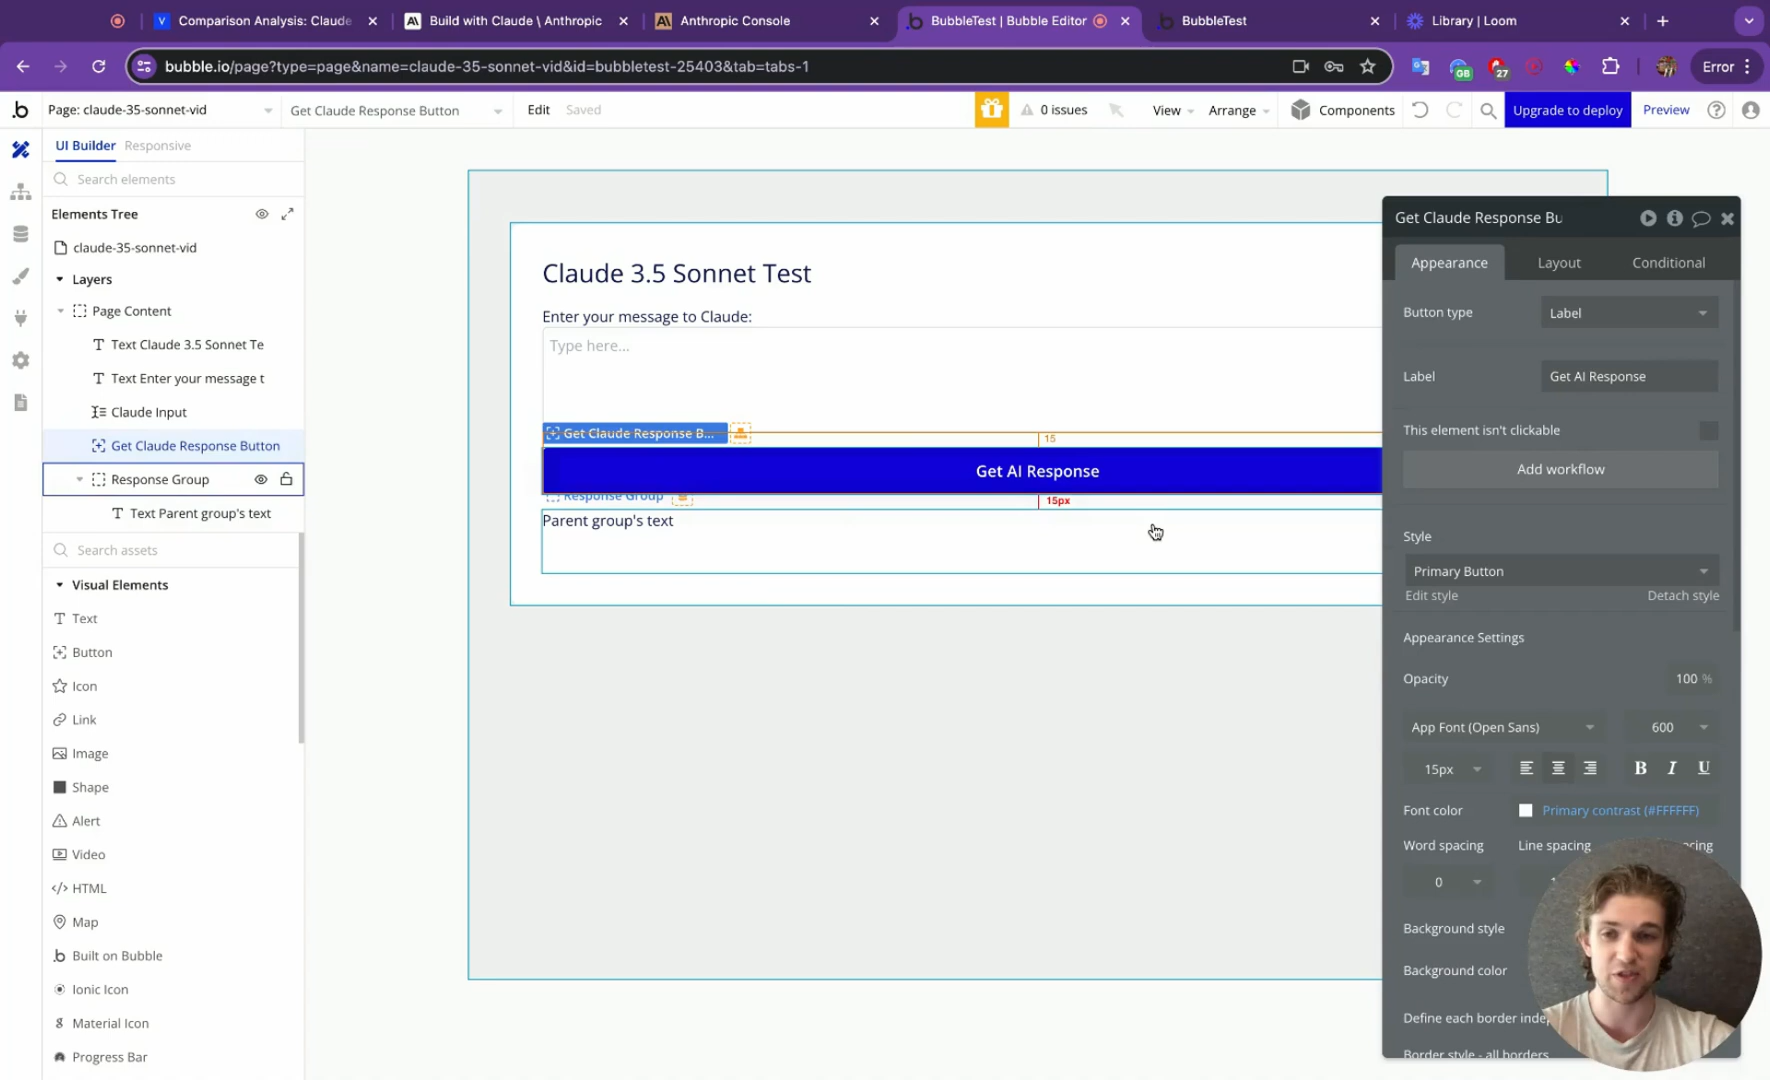 Comparison Analysis: Claude
Build with Claude \ Anthropic
Anthropic Console
BubbleTest | Bubble Editor
BubbleTest
Library | Loom
bubble.io/page?type=page&name=claude-35-sonnet-vid&id=bubbletest-25403&tab=tabs-1
GB
27
Error
Page: claude-35-sonnet-vid
Get Claude Response Button
Edit
Saved
0 issues
View
Arrange
Components
Upgrade to deploy
Preview
UI Builder
Responsive
Search elements
Elements Tree
claude-35-sonnet-vid
Layers
Page Content
Text Claude 3.5 Sonnet Te
Text Enter your message t
Claude Input
Get Claude Response Button
Response Group
Text Parent group's text
Search assets
Visual Elements
Text
Button
Icon
Link
Image
Shape
Alert
Video
HTML
Map
Built on Bubble
Ionic Icon
Material Icon
Progress Bar
Claude 3.5 Sonnet Test
Enter your message to Claude:
Type here...
Get Claude Response B...
15
Get AI Response
Response Group
15px
Parent group's text
Get Claude Response Bu
Appearance
Layout
Conditional
Button type
Label
Label
Get AI Response
This element isn't clickable
Add workflow
Style
Primary Button
Edit style
Detach style
Appearance Settings
Opacity
100 %
App Font (Open Sans)
600
15px
B
I
U
Font color
Primary contrast (#FFFFFF)
Word spacing
Line spacing
0
Background style
Background color
Define each border inde
Border style - all borders